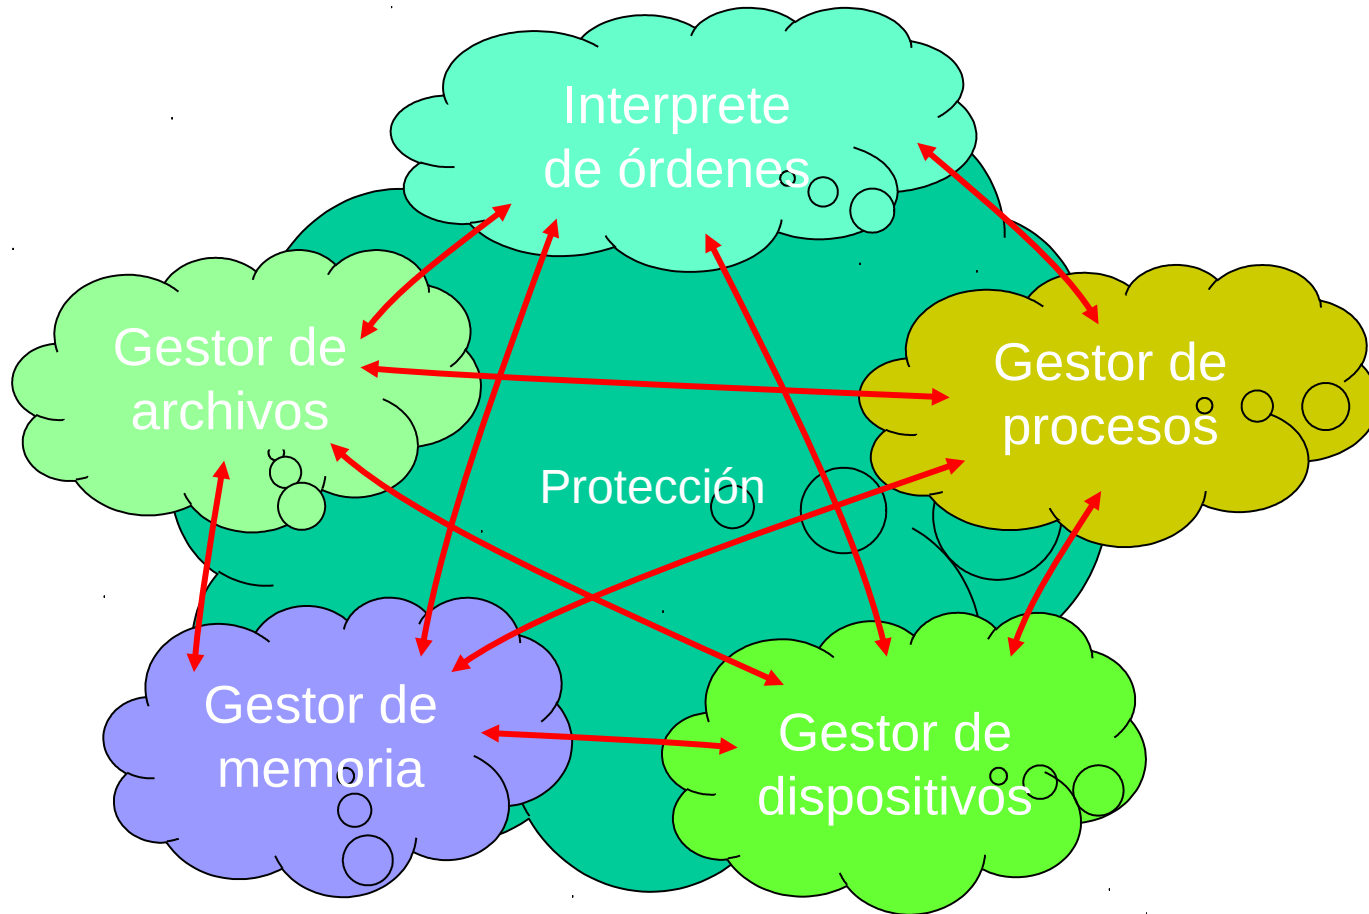 Interprete
de órdenes
Gestor de
archivos
Gestor de
procesos
Protección
Gestor de
memoria
Gestor de
dispositivos